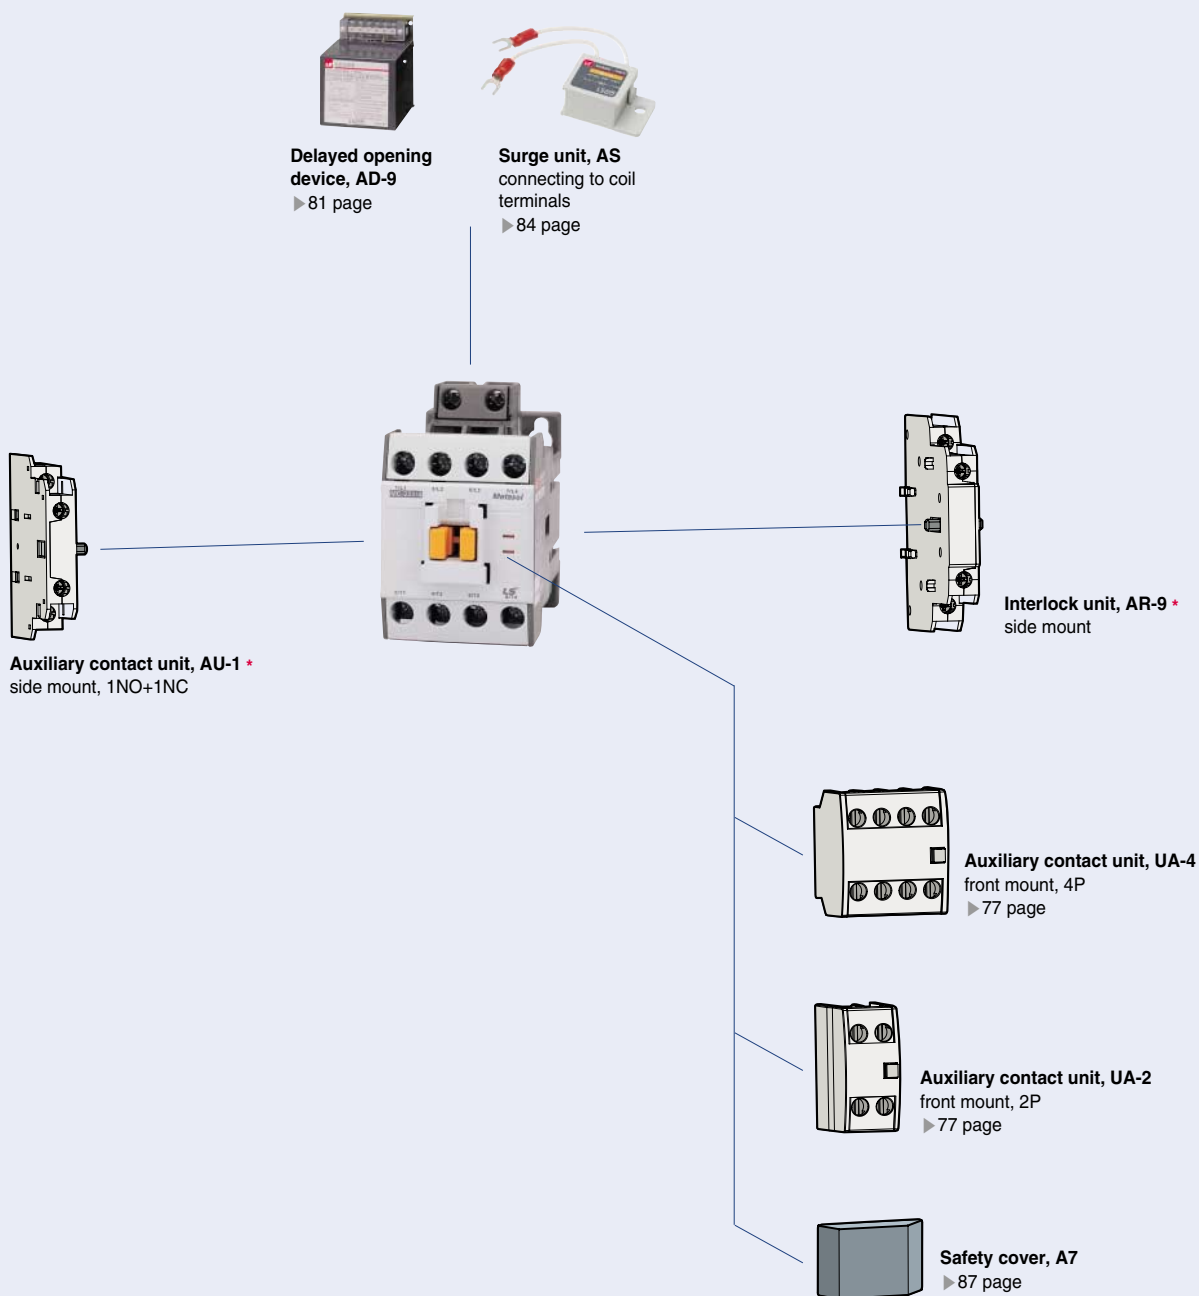 Delayed opening
device, AD-9
▶81 page
Surge unit, AS
connecting to coil
terminals
▶84 page
Metasol
LS
Auxiliary contact unit, AU-1 *
side mount, 1NO+1NC
Interlock unit, AR-9 *
side mount
Auxiliary contact unit, UA-4
front mount, 4P
▶77 page
Auxiliary contact unit, UA-2
front mount, 2P
▶77 page
Safety cover, A7
▶87 page